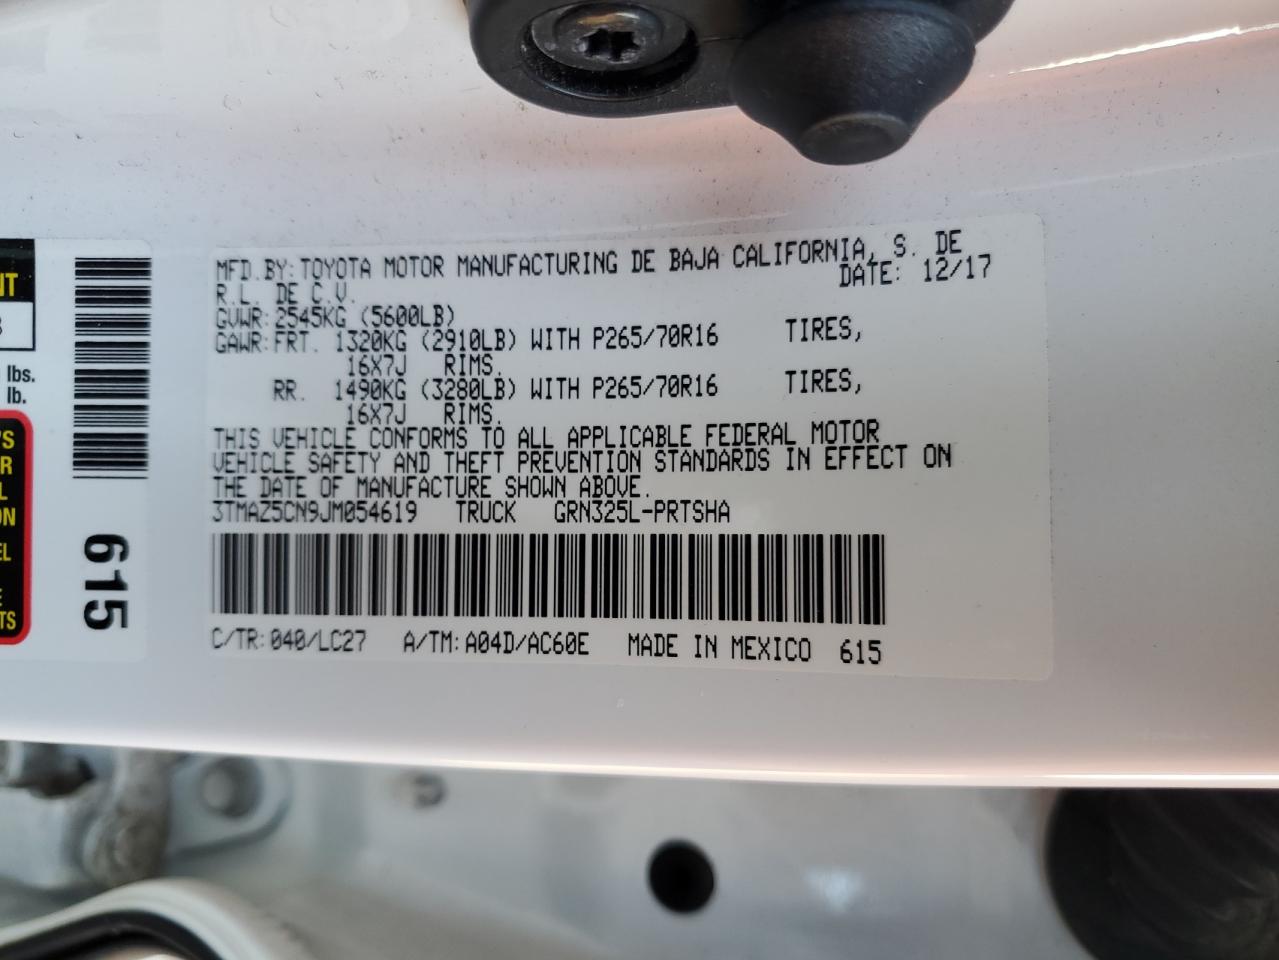 MFD.BY:TOYOTA MOTOR MANUFACTURING DE BAJA CALIFORNIA, S. DE
R.L. DE C.V. DATE: 12/17
GVWR:2545KG (5600LB)
GAWR:FRT. 1320KG (2910LB) WITH P265/70R16 TIRES,
16X7J RIMS.
RR. 1490KG (3280LB) WITH P265/70R16 TIRES,
16X7J RIMS.
THIS VEHICLE CONFORMS TO ALL APPLICABLE FEDERAL MOTOR
VEHICLE SAFETY AND THEFT PREVENTION STANDARDS IN EFFECT ON
THE DATE OF MANUFACTURE SHOWN ABOVE.
3TMAZ5CN9JM054619 TRUCK GRN325L-PRTSHA
C/TR:040/LC27 A/TM:A04D/AC60E MADE IN MEXICO 615
615
lbs.
lb.